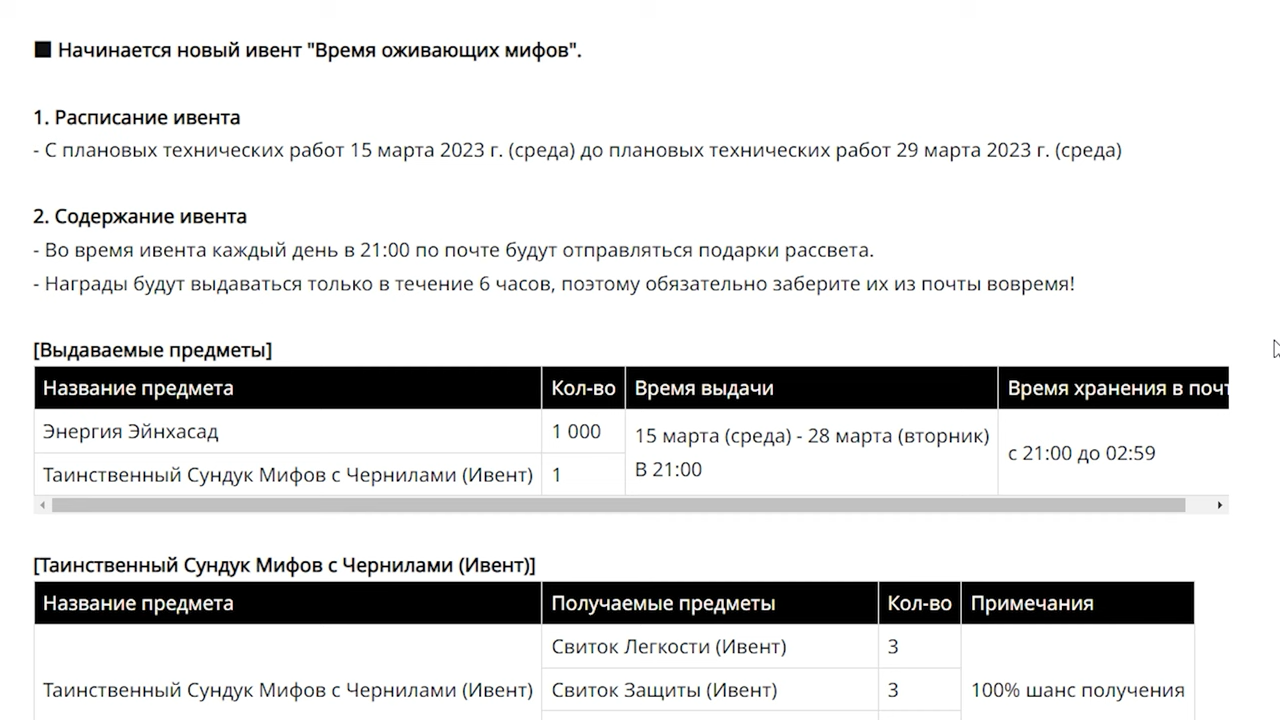 ■ Начинается новый ивент "Время оживающих мифов".
1. Расписание ивента
- С плановых технических работ 15 марта 2023 г. (среда) до плановых технических работ 29 марта 2023 г. (среда)
2. Содержание ивента
- Во время ивента каждый день в 21:00 по почте будут отправляться подарки рассвета.
- Награды будут выдаваться только в течение 6 часов, поэтому обязательно заберите их из почты вовремя!
[Выдаваемые предметы]
Название предмета Кол-во Время выдачи Время хранения в
Энергия Эйнхасад 1 000
15 марта (среда) - 28 марта (вторник)
В 21:00
с 21:00 до 02:59
Таинственный Сундук Мифов с Чернилами (Ивент) 1
[Таинственный Сундук Мифов с Чернилами (Ивент)]
Название предмета Получаемые предметы Кол-во Примечания
Свиток Легкости (Ивент) 3
Таинственный Сундук Мифов с Чернилами (Ивент) Свиток Защиты (Ивент) 3 100% шанс получения